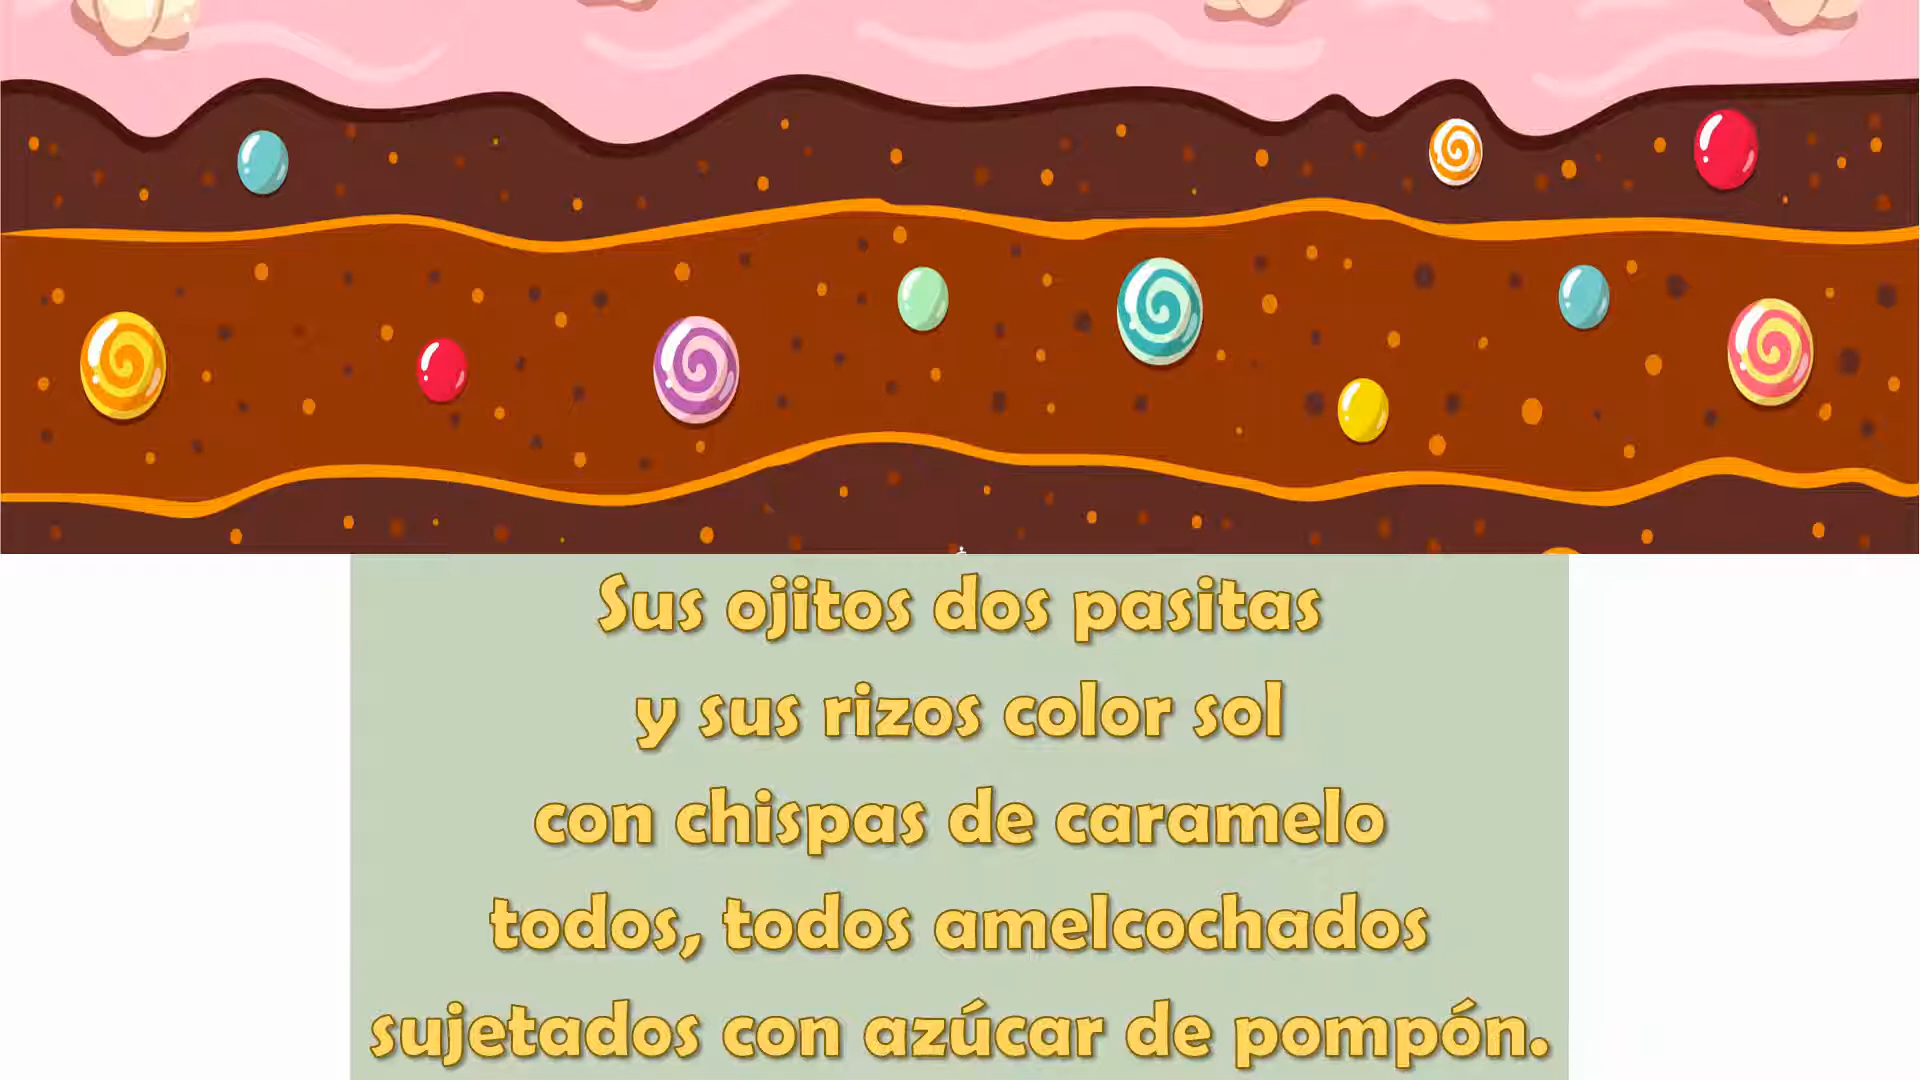 Sus ojitos dos pasitas
y sus rizos color sol
con chispas de caramelo
todos, todos amelcochados
sujetados con azúcar de pompón.